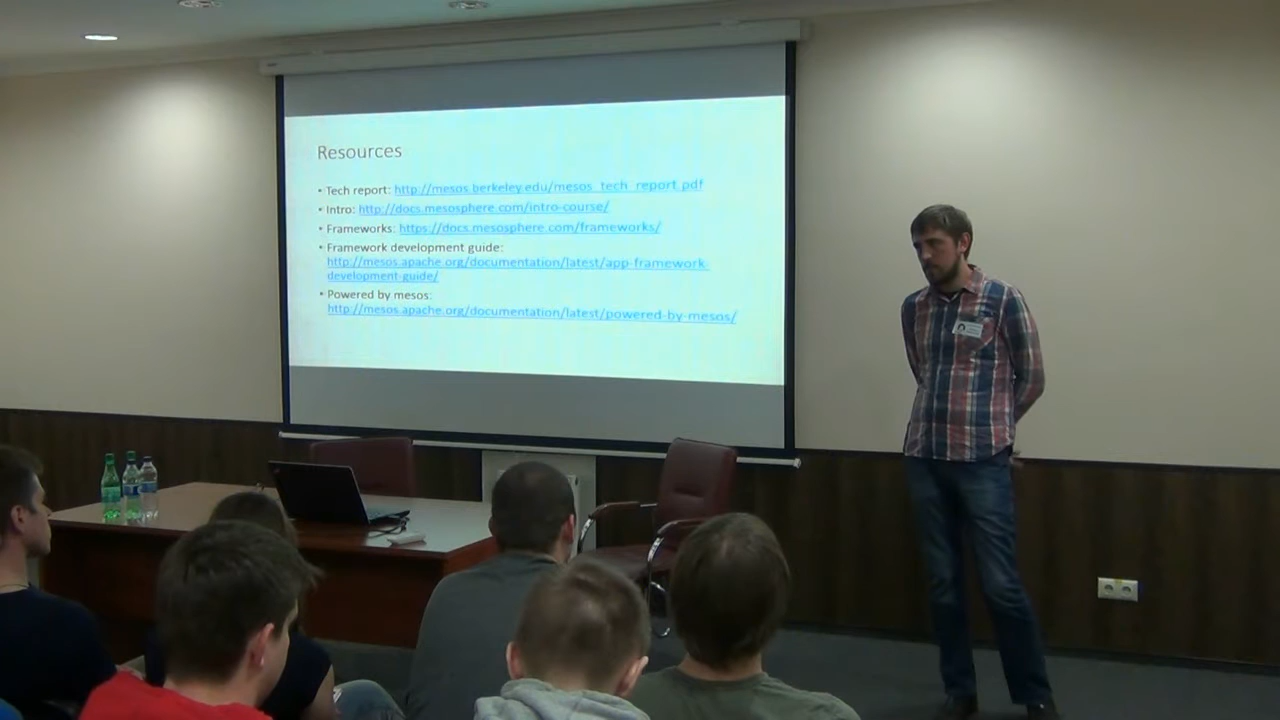 Resources
• Tech report: http://mesos.berkeley.edu/mesos_tech_report.pdf
• Intro: http://docs.mesosphere.com/intro-course/
• Frameworks: https://docs.mesosphere.com/frameworks/
• Framework development guide:
http://mesos.apache.org/documentation/latest/app-framework-
development-guide/
• Powered by mesos:
http://mesos.apache.org/documentation/latest/powered-by-mesos/